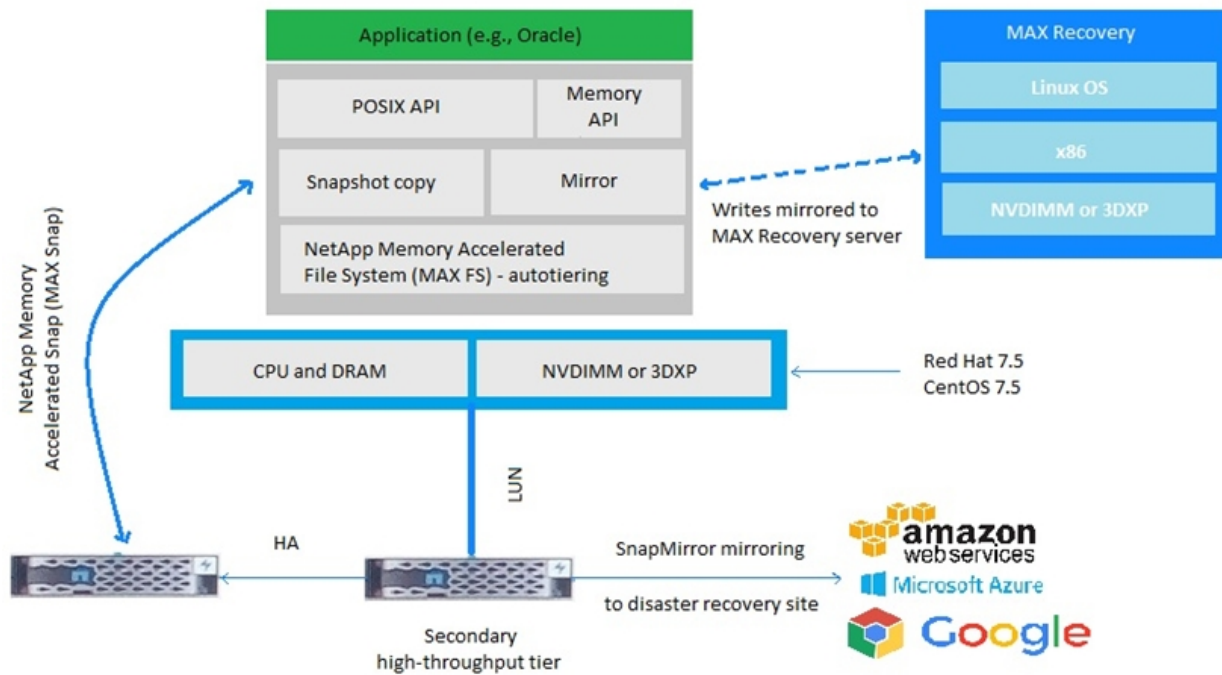 Application (e.g., Oracle)
POSIX API
Memory
API
Snapshot copy
Mirror
NetApp Memory Accelerated
File System (MAX FS) - autotiering
MAX Recovery
Linux OS
x86
NVDIMM or 3DXP
Writes mirrored to
MAX Recovery server
NetApp Memory
Accelerated Snap (MAX Snap)
CPU and DRAM
NVDIMM or 3DXP
Red Hat 7.5
CentOS 7.5
LUN
HA
SnapMirror mirroring
to disaster recovery site
Secondary
high-throughput tier
amazon
webservices
Microsoft Azure
Google